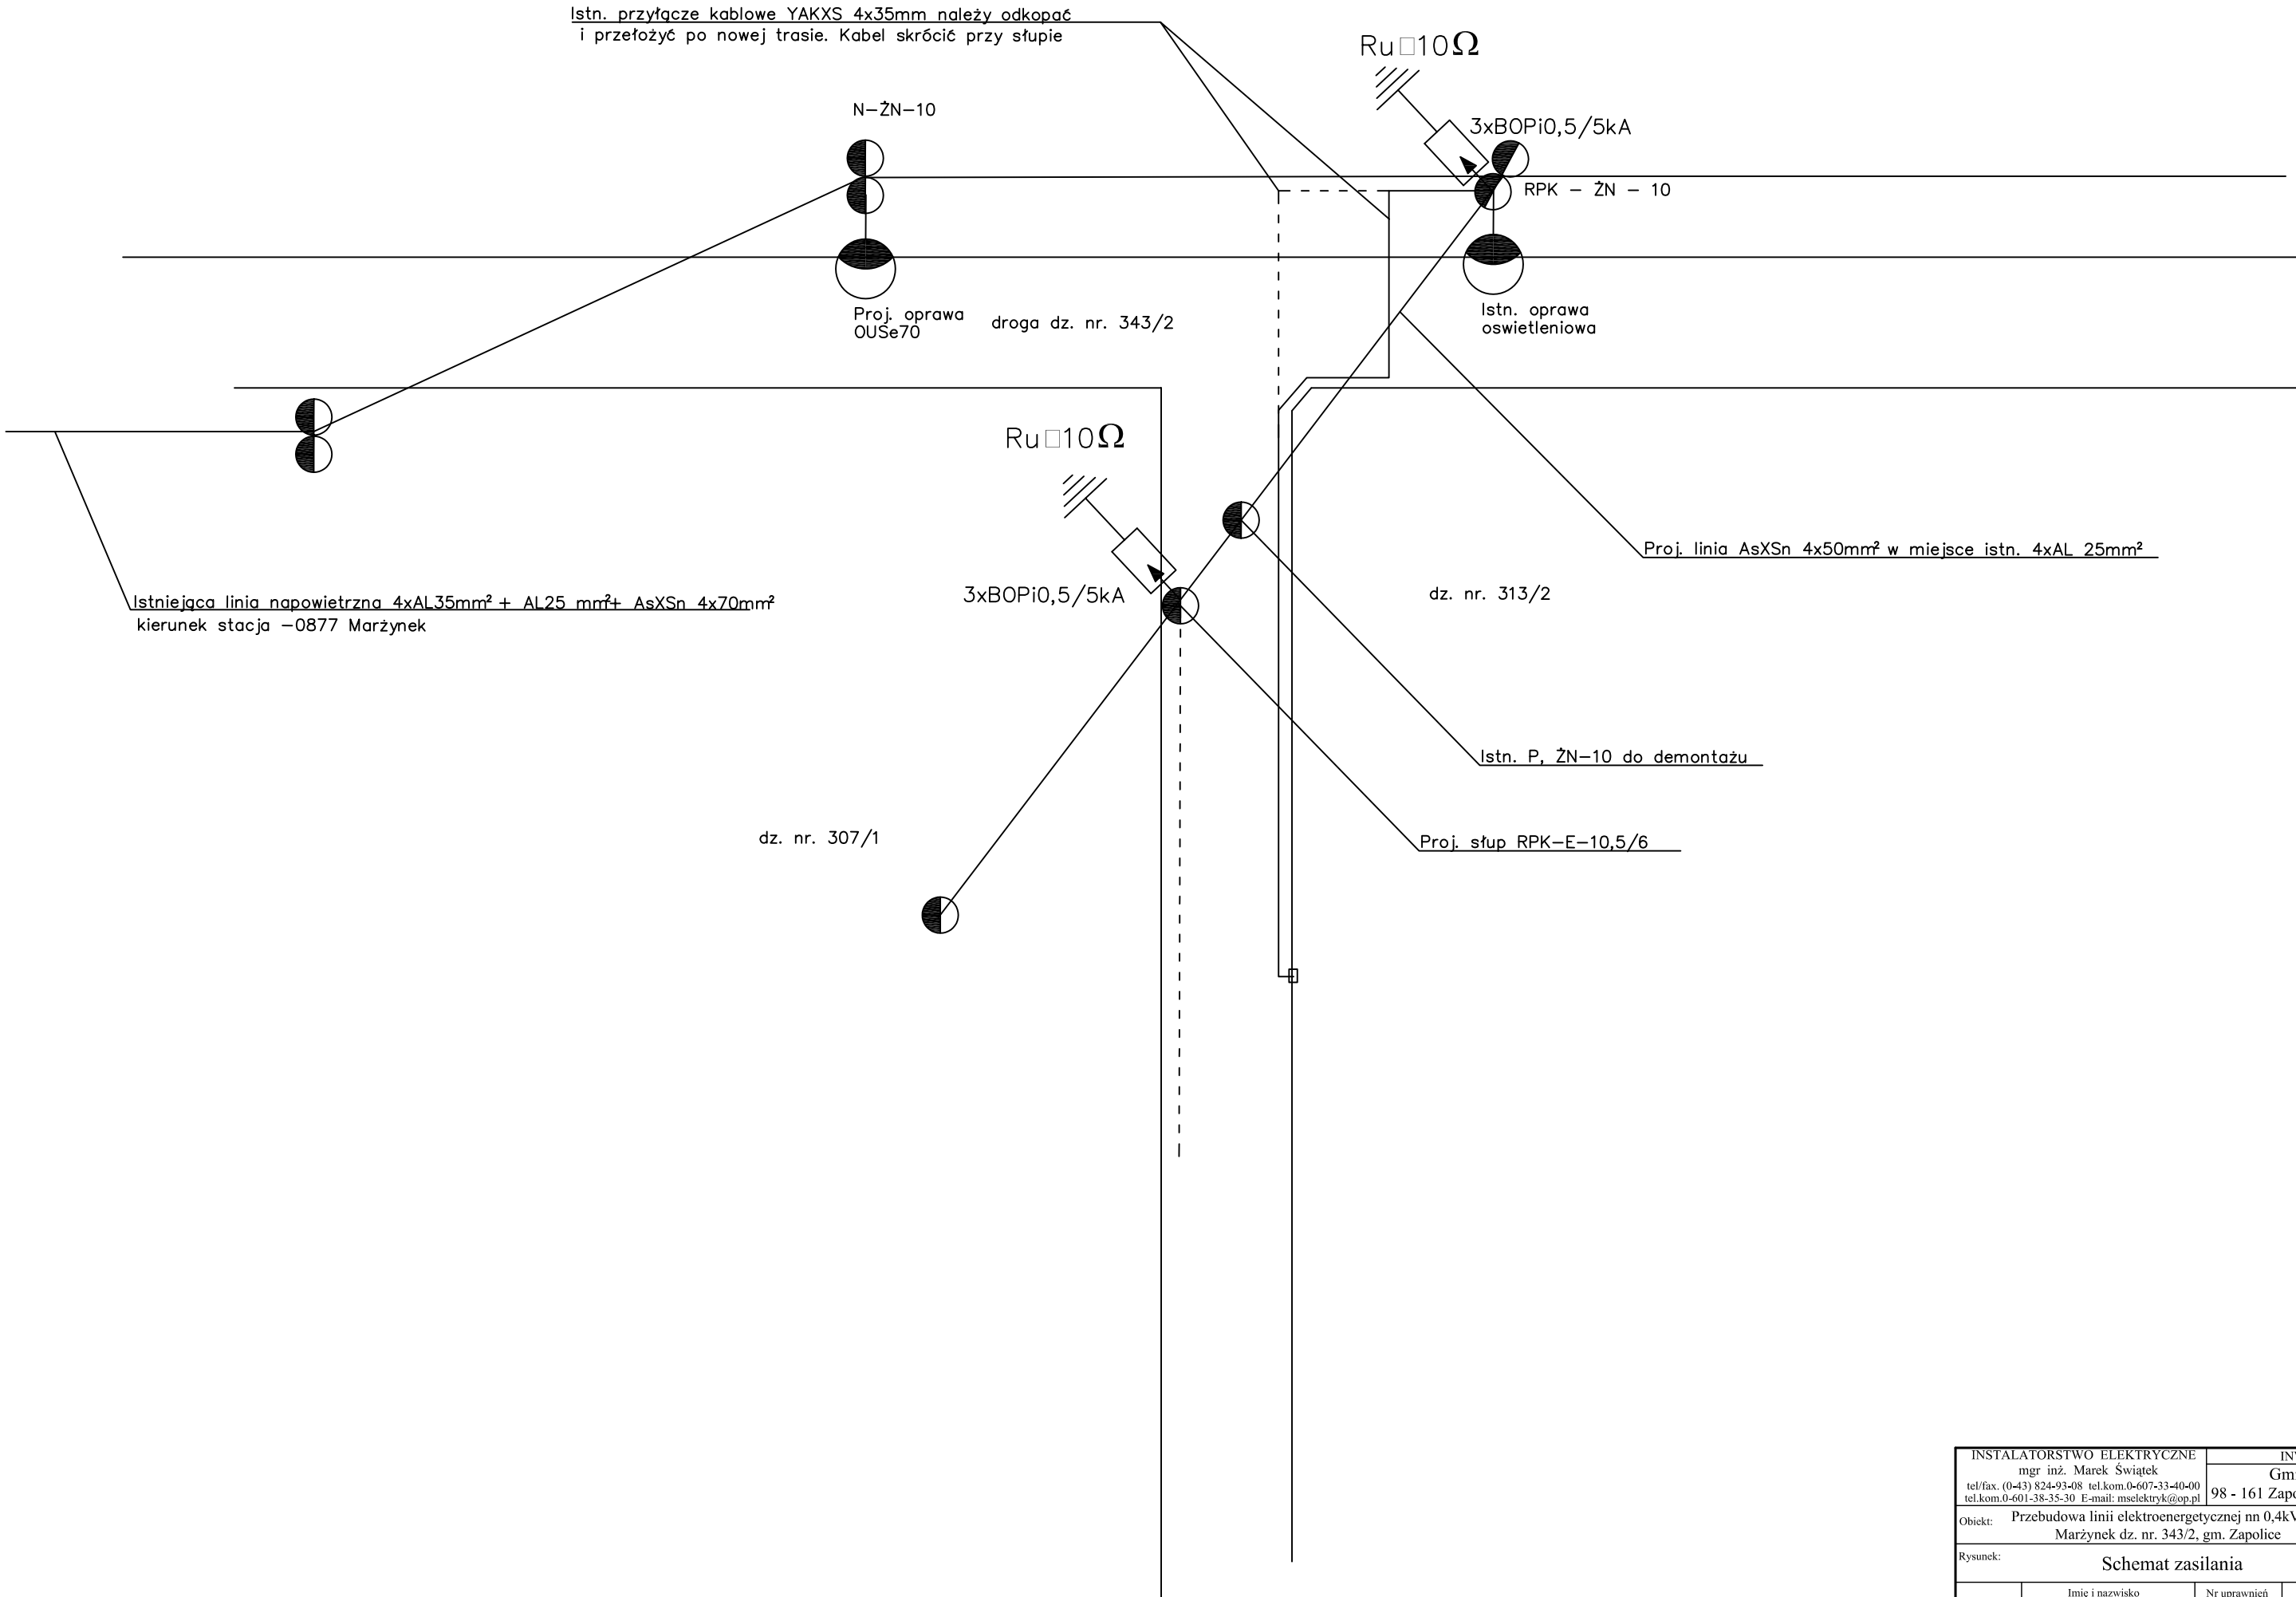 Istn. przyłącze kablowe YAKXS 4x35mm należy odkopać
i przełożyć po nowej trasie. Kabel skrócić przy słupie
Ru□10Ω
N-ŻN-10
3xBOPi0,5/5kA
RPK - ŻN - 10
Proj. oprawa
OUSe70
droga dz. nr. 343/2
Istn. oprawa
oswietleniowa
Ru□10Ω
Proj. linia AsXSn 4x50mm² w miejsce istn. 4xAL 25mm²
3xBOPi0,5/5kA
dz. nr. 313/2
Istniejąca linia napowietrzna 4xAL35mm² + AL25 mm²+ AsXSn 4x70mm²
kierunek stacja -0877 Marżynek
Istn. P, ŻN-10 do demontażu
dz. nr. 307/1
Proj. słup RPK-E-10,5/6
INSTALATORSTWO ELEKTRYCZNE
mgr inż. Marek Świątek
tel/fax. (0-43) 824-93-08 tel.kom.0-607-33-40-00
tel.kom.0-601-38-35-30 E-mail: mselektryk@op.pl
98 - 161
Obiekt: Przebudowa linii elektroenergetycznej nn 0,4kV
Marżynek dz. nr. 343/2, gm. Zapolice
Rysunek: Schemat zasilania
Imię i nazwisko
Nr uprawnień